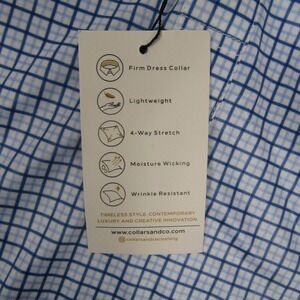 Firm Dress Collar
Lightweight
4-Way Stretch
Moisture Wicking
Wrinkle Resistant
TIMELESS STYLE, CONTEMPORARY
LUXURY AND CREATIVE INNOVATION
www.collarsandco.com
collarsandcoclothing